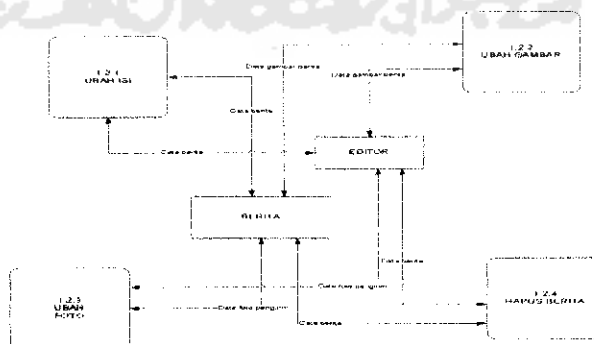 1.2.1
UBAH ISI
1.2.2
UBAH GAMBAR
Data gambar berita
Data gambar berita
Data berita
Data berita
EDITOR
BERITA
Data berita
Data foto pengirim
1.2.3
UBAH
FOTO
Data foto pengirim
Data berita
1.2.4
HAPUS BERITA